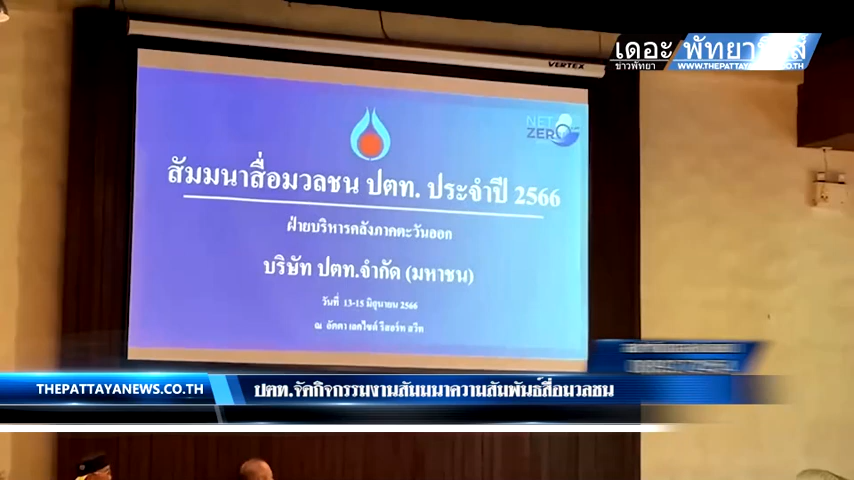 เดอะ พัทยานิวส์
ข่าวพัทยา WWW.THEPATTAYANEWS.CO.TH
VERTEX
NET
ZERO
สัมมนาสื่อมวลชน ปตท. ประจำปี 2566
ฝ่ายบริหารคลังภาคตะวันออก
บริษัท ปตท.จำกัด (มหาชน)
วันที่ 13-15 มิถุนายน 2566
ณ อัคตา เลคไซด์ รีสอร์ท สวีท
THEPATTAYANEWS.CO.TH
ปตท.จัดกิจกรรมงานสัมมนาความสัมพันธ์สื่อมวลชน